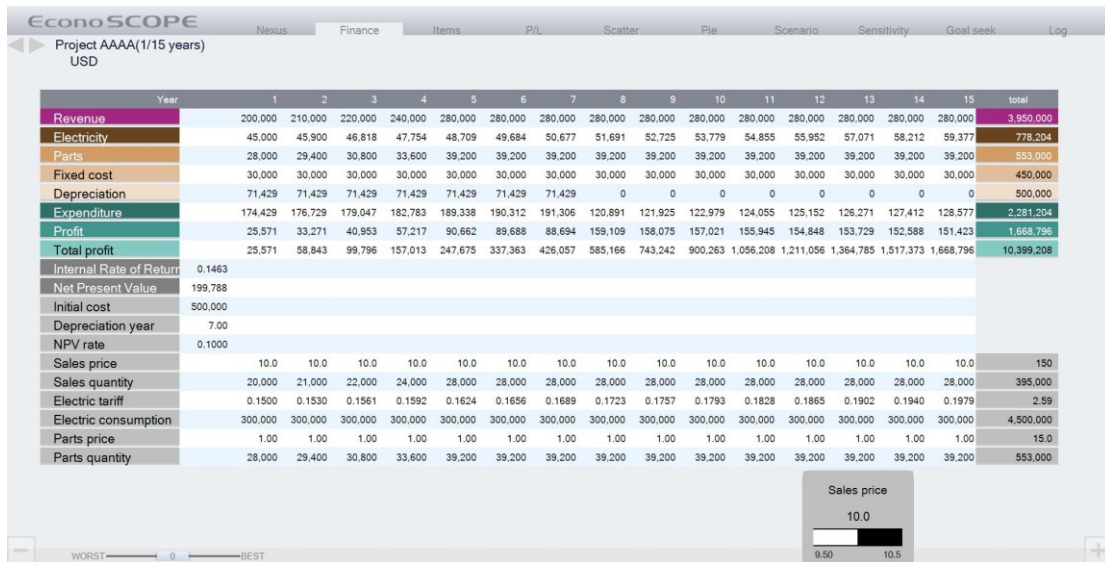 EconoSCOPE
Nexus Finance Items P/L Scatter Pie Scenario Sensitivity Goal seek Log
Project AAAA(1/15 years)
USD
Year 1 2 3 4 5 6 7 8 9 10 11 12 13 14 15 total
Revenue 200,000 210,000 220,000 240,000 280,000 280,000 280,000 280,000 280,000 280,000 280,000 280,000 280,000 280,000 280,000 3,950,000
Electricity 45,000 45,900 46,818 47,754 48,709 49,684 50,677 51,691 52,725 53,779 54,855 55,952 57,071 58,212 59,377 778,204
Parts 28,000 29,400 30,800 33,600 39,200 39,200 39,200 39,200 39,200 39,200 39,200 39,200 39,200 39,200 39,200 553,000
Fixed cost 30,000 30,000 30,000 30,000 30,000 30,000 30,000 30,000 30,000 30,000 30,000 30,000 30,000 30,000 30,000 450,000
Depreciation 71,429 71,429 71,429 71,429 71,429 71,429 71,429 0 0 0 0 0 0 0 0 500,000
Expenditure 174,429 176,729 179,047 182,783 189,338 190,312 191,306 120,891 121,925 122,979 124,055 125,152 126,271 127,412 128,577 2,281,204
Profit 25,571 33,271 40,953 57,217 90,662 89,688 88,694 159,109 158,075 157,021 155,945 154,848 153,729 152,588 151,423 1,668,796
Total profit 25,571 58,843 99,796 157,013 247,675 337,363 426,057 585,166 743,242 900,263 1,056,208 1,211,056 1,364,785 1,517,373 1,668,796 10,399,208
Internal Rate of Return 0.1463
Net Present Value 199,788
Initial cost 500,000
Depreciation year 7.00
NPV rate 0.1000
Sales price 10.0 10.0 10.0 10.0 10.0 10.0 10.0 10.0 10.0 10.0 10.0 10.0 10.0 10.0 10.0 150
Sales quantity 20,000 21,000 22,000 24,000 28,000 28,000 28,000 28,000 28,000 28,000 28,000 28,000 28,000 28,000 28,000 395,000
Electric tariff 0.1500 0.1530 0.1561 0.1592 0.1624 0.1656 0.1689 0.1723 0.1757 0.1793 0.1828 0.1865 0.1902 0.1940 0.1979 2.59
Electric consumption 300,000 300,000 300,000 300,000 300,000 300,000 300,000 300,000 300,000 300,000 300,000 300,000 300,000 300,000 300,000 4,500,000
Parts price 1.00 1.00 1.00 1.00 1.00 1.00 1.00 1.00 1.00 1.00 1.00 1.00 1.00 1.00 1.00 15.0
Parts quantity 28,000 29,400 30,800 33,600 39,200 39,200 39,200 39,200 39,200 39,200 39,200 39,200 39,200 39,200 39,200 553,000
Sales price
10.0
9.50 10.5
WORST 0 BEST